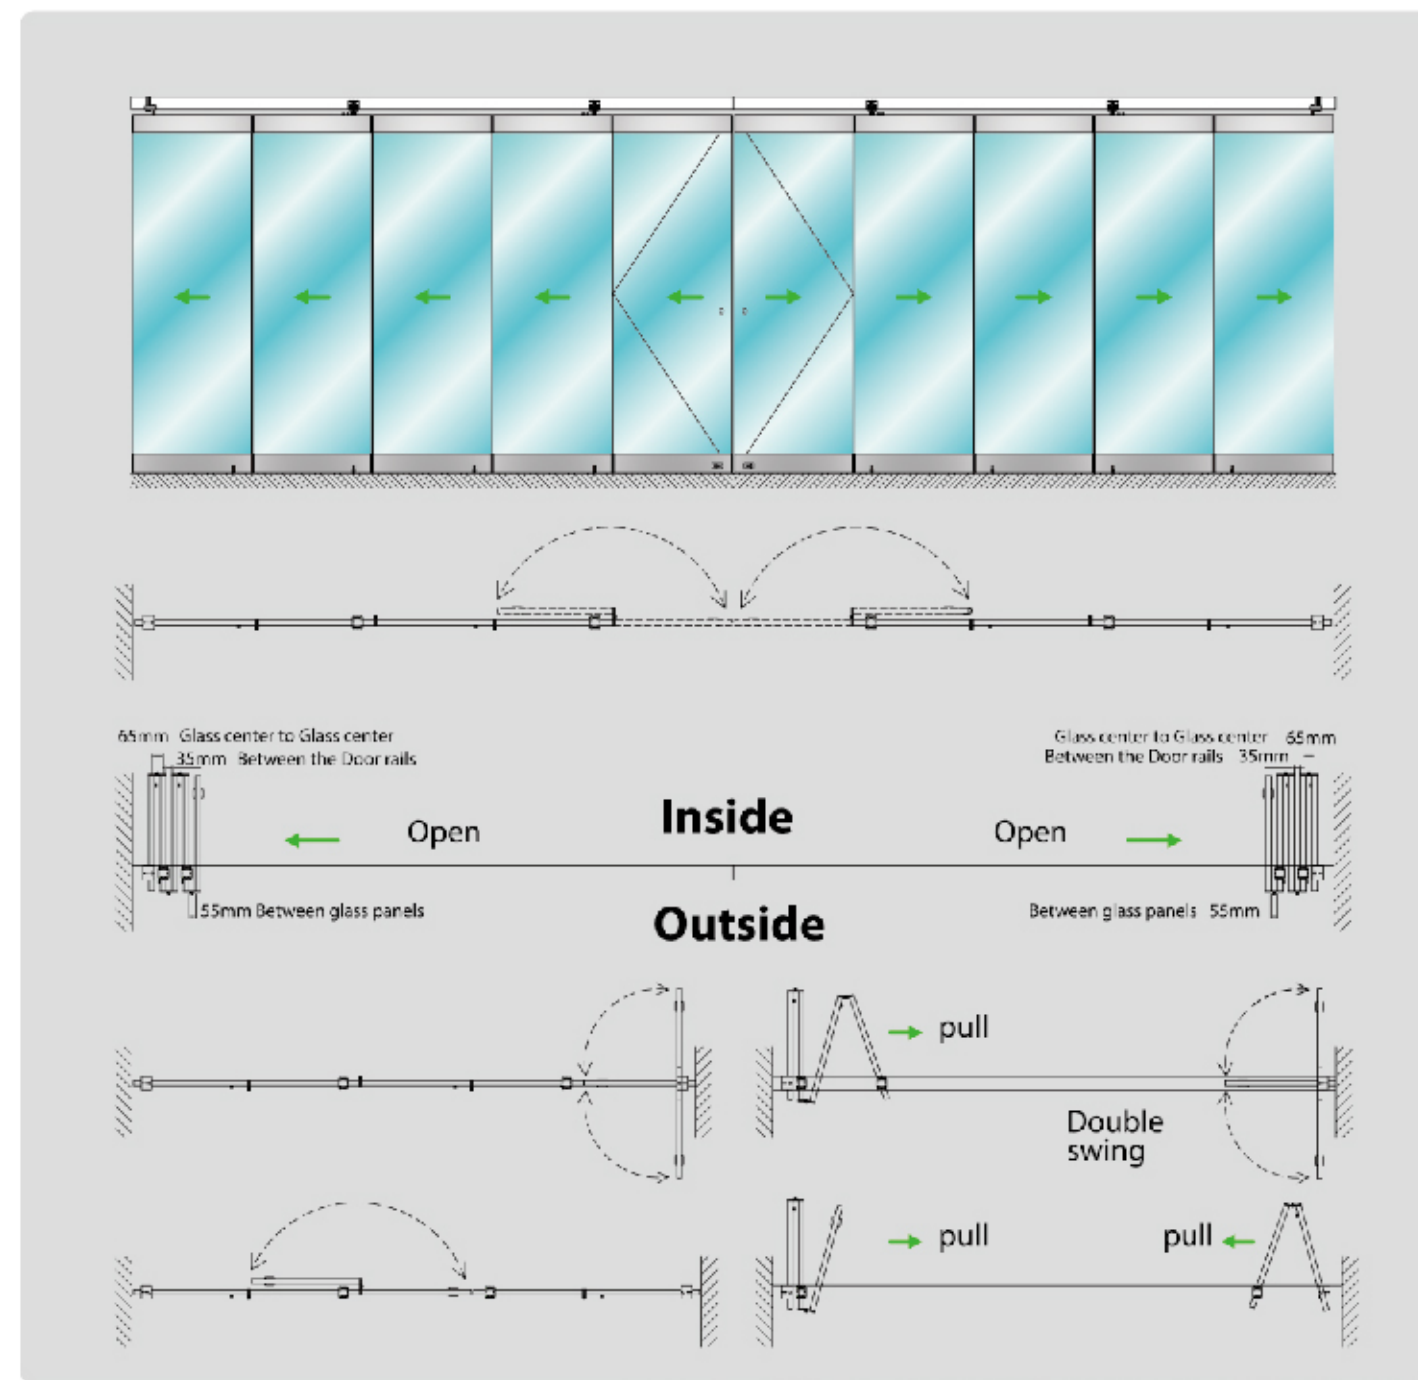 65mm Glass center to Glass center
35mm Between the Door rails
Glass center to Glass center 65mm
Between the Door rails 35mm
Open
Inside
Open
55mm Between glass panels
Outside
Between glass panels 55mm
pull
Double
swing
pull
pull